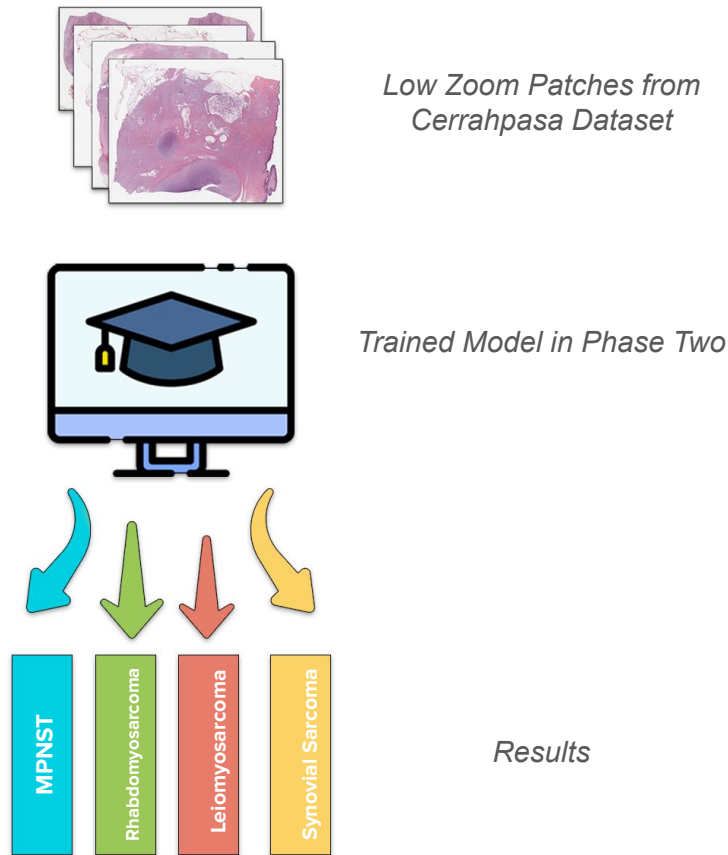 Low Zoom Patches from
Cerrahpasa Dataset
Trained Model in Phase Two
MPNST
Rhabdomyosarcoma
Leiomyosarcoma
Synovial Sarcoma
Results